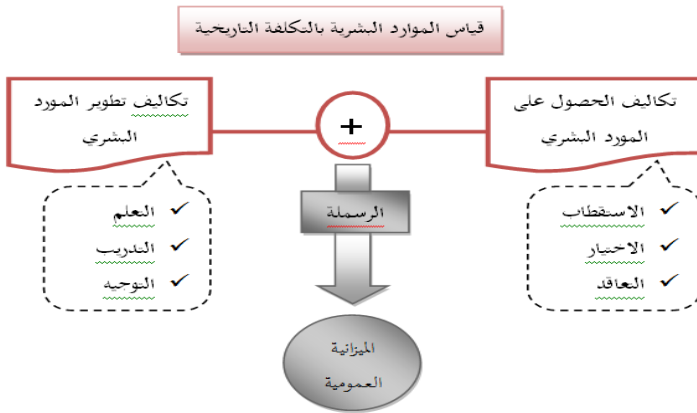 قياس الموارد البشرية بالتكلفة التاريخية
تكاليف الحصول على
المورد البشري
+
تكاليف تطوير المورد
البشري
✓ الاستقطاب
✓ الاختيار
✓ التعاقد
✓ التعلم
✓ التدريب
✓ التوجيه
الرسملة
الميزانية
العمومية